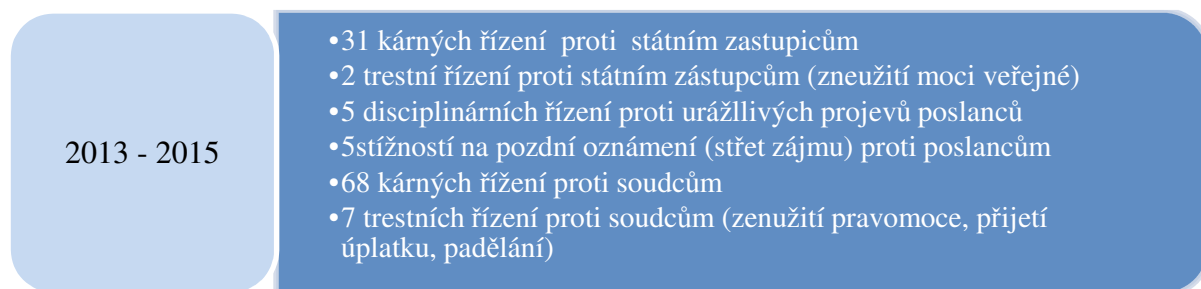 2013 - 2015
•31 kárných řízení proti státním zastupicům
•2 trestní řízení proti státním zástupcům (zneužití moci veřejné)
•5 disciplinárních řízení proti urážllivých projevů poslanců
•5stížností na pozdní oznámení (střet zájmu) proti poslancům
•68 kárných řížení proti soudcům
•7 trestních řízení proti soudcům (zenužití pravomoce, přijetí
úplatku, padělání)